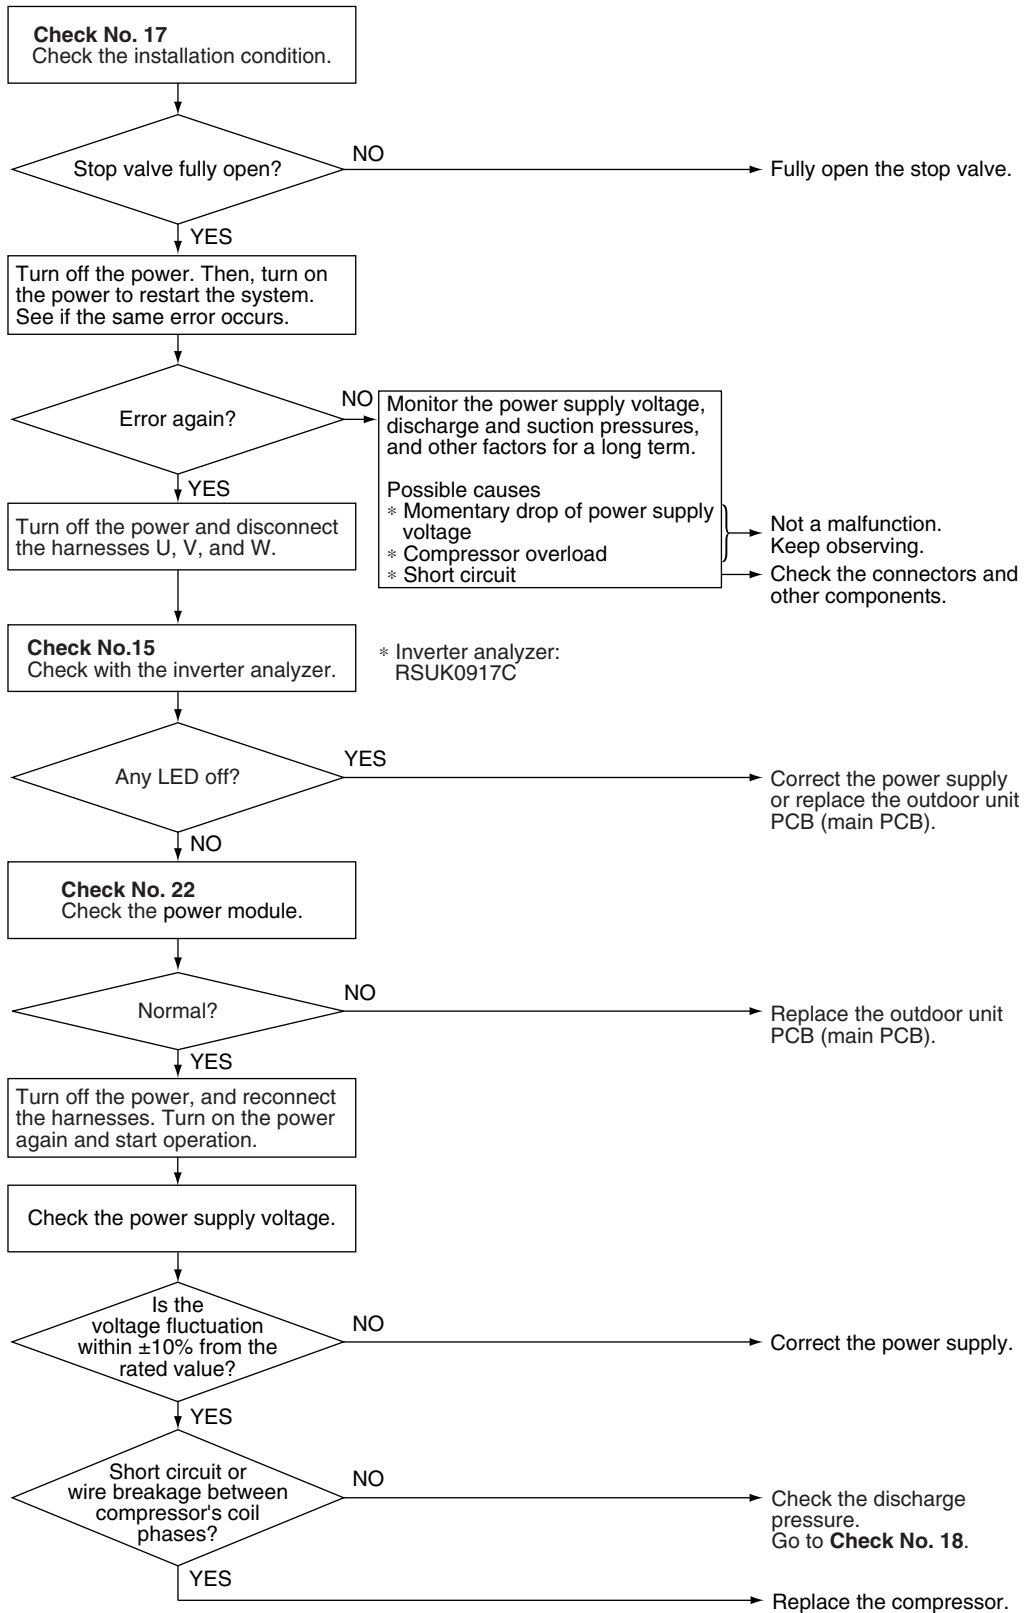 Check No. 17
Check the installation condition.
Stop valve fully open?
NO
Fully open the stop valve.
YES
Turn off the power. Then, turn on
the power to restart the system.
See if the same error occurs.
Error again?
NO
Monitor the power supply voltage,
discharge and suction pressures,
and other factors for a long term.
Possible causes
∗ Momentary drop of power supply
voltage
∗ Compressor overload
∗ Short circuit
Not a malfunction.
Keep observing.
Check the connectors and
other components.
YES
Turn off the power and disconnect
the harnesses U, V, and W.
Check No.15
Check with the inverter analyzer.
∗ Inverter analyzer:
RSUK0917C
Any LED off?
YES
Correct the power supply
or replace the outdoor unit
PCB (main PCB).
NO
Check No. 22
Check the power module.
Normal?
NO
Replace the outdoor unit
PCB (main PCB).
YES
Turn off the power, and reconnect
the harnesses. Turn on the power
again and start operation.
Check the power supply voltage.
Is the
voltage fluctuation
within ±10% from the
rated value?
NO
Correct the power supply.
YES
Short circuit or
wire breakage between
compressor's coil
phases?
NO
Check the discharge
pressure.
Go to Check No. 18.
YES
Replace the compressor.